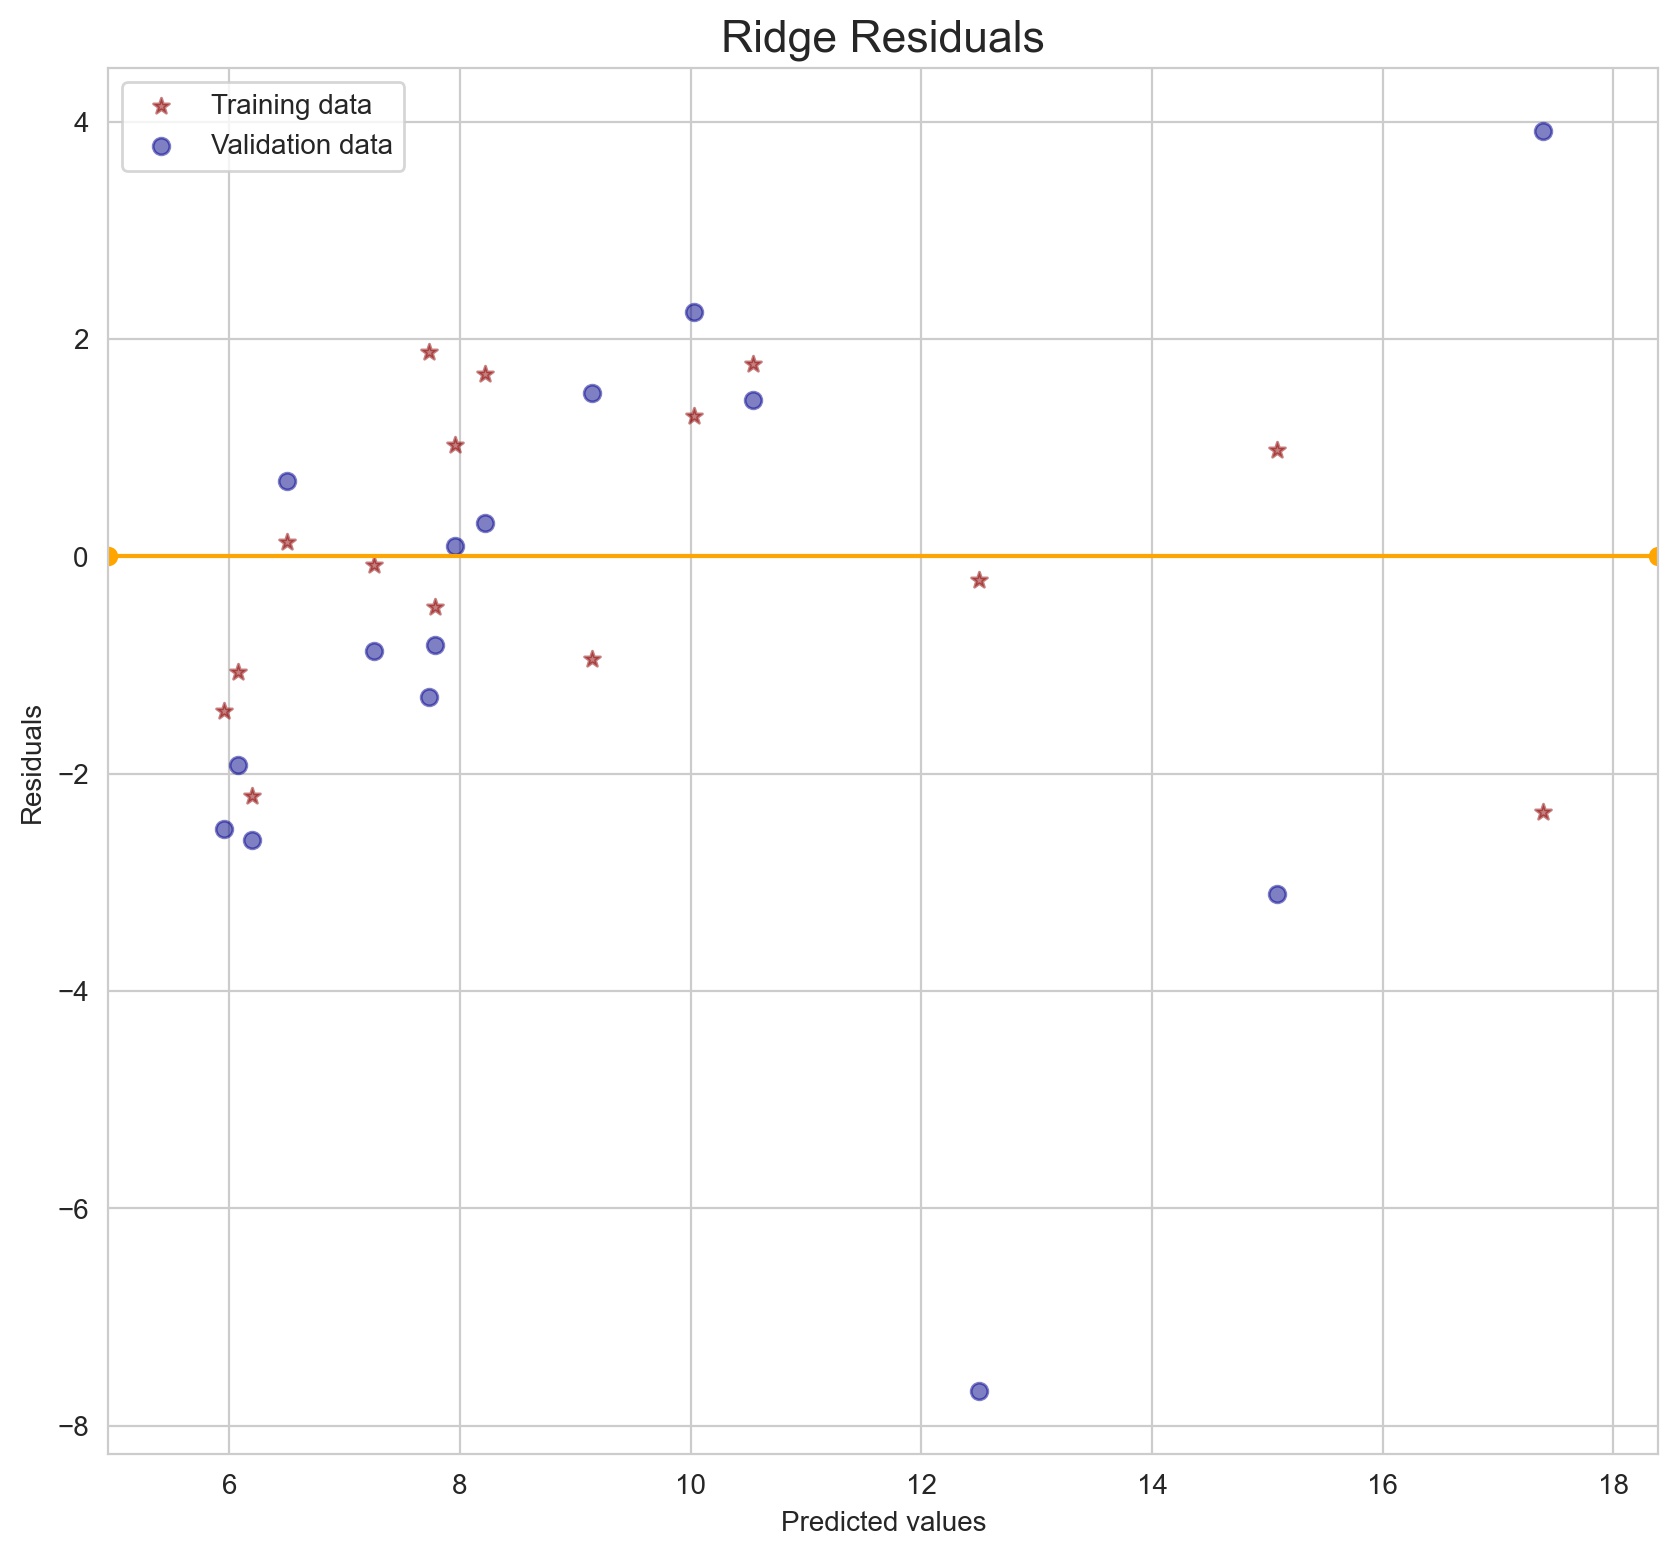 Ridge Residuals
Training data
Validation data
4
2
0
−2
−4
−6
−8
Residuals
6 8 10 12 14 16 18
Predicted values